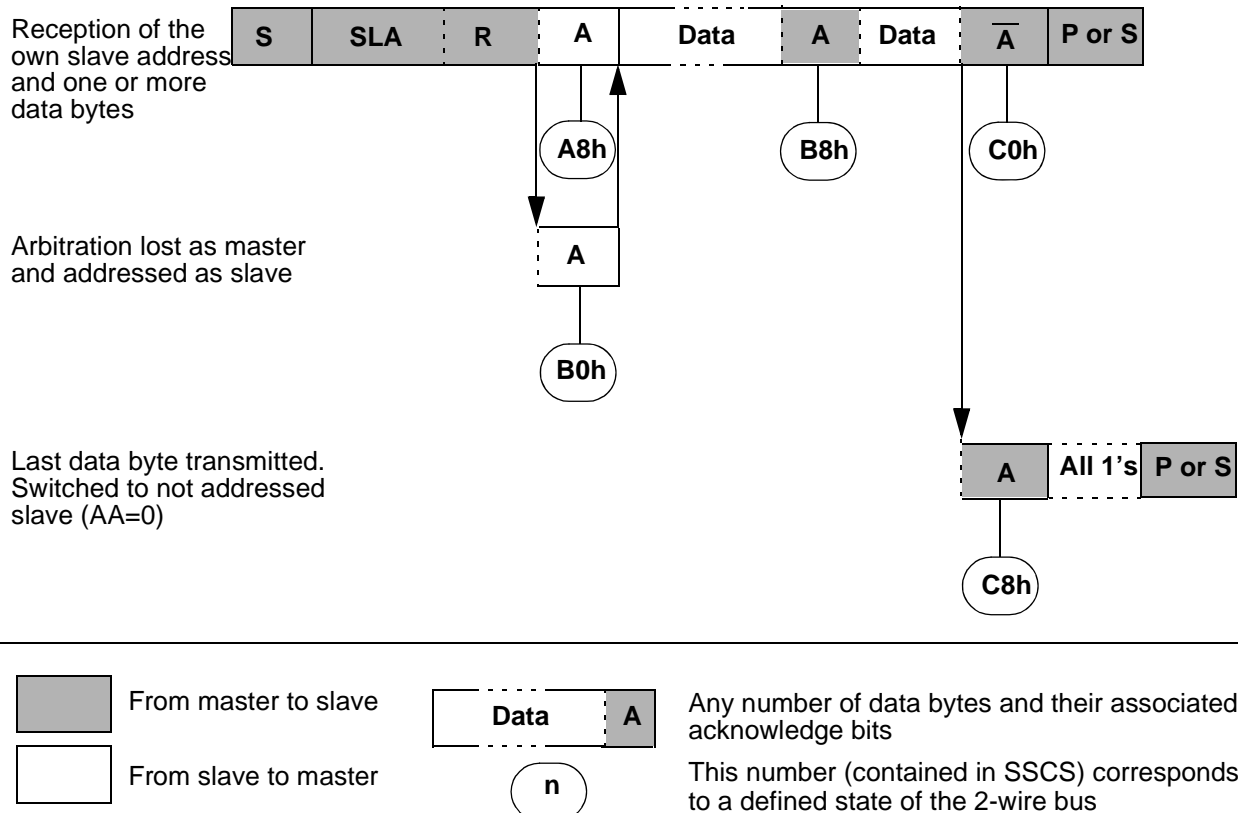 Reception of the
own slave address
and one or more
data bytes
S SLA R A Data A Data A̅ P or S
A8h B8h C0h
Arbitration lost as master
and addressed as slave
A
B0h
Last data byte transmitted.
Switched to not addressed
slave (AA=0)
A All 1's P or S
C8h
From master to slave
From slave to master
Data A
n
Any number of data bytes and their associated
acknowledge bits
This number (contained in SSCS) corresponds
to a defined state of the 2-wire bus